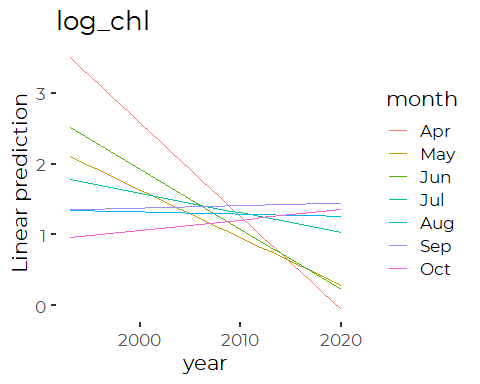 log_chl
3
2
1
0
Linear prediction
2000
2010
2020
year
month
Apr
May
Jun
Jul
Aug
Sep
Oct